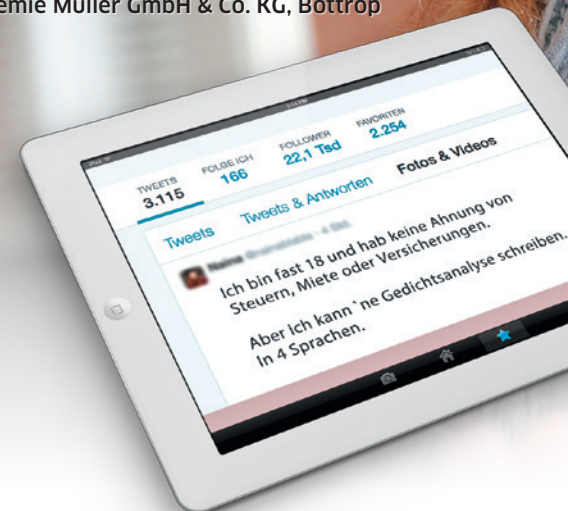 emie Müller GmbH & Co. KG, Bottrop
TWEETS
3.115
FOLGE ICH
166
FOLLOWER
22,1 Tsd
FAVORITEN
2.254
Tweets
Tweets & Antworten
Fotos & Videos
Naina
Ich bin fast 18 und hab keine Ahnung von
Steuern, Miete oder Versicherungen.
Aber ich kann `ne Gedichtsanalyse schreiben.
In 4 Sprachen.